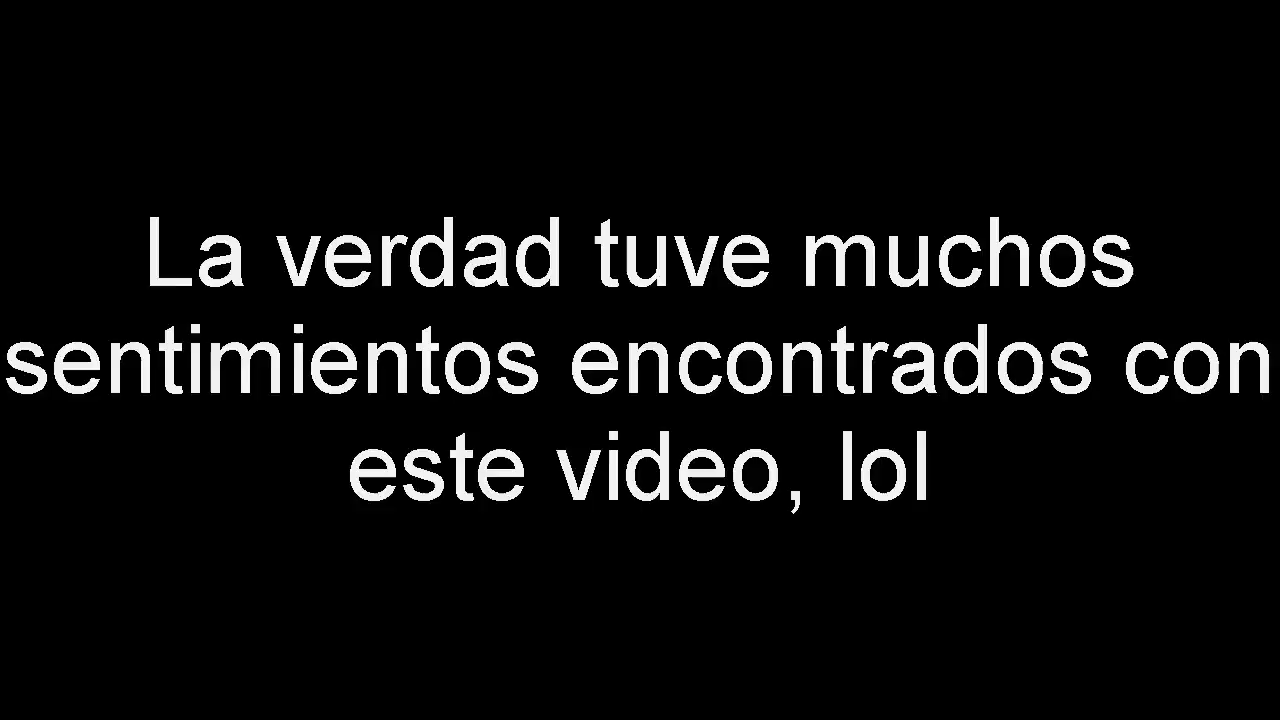 La verdad tuve muchos
sentimientos encontrados con
este video, lol